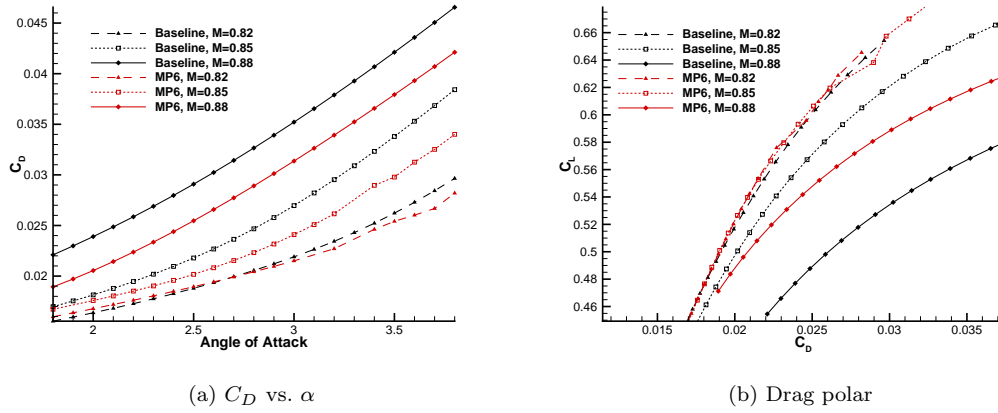 0.045
0.04
0.035
0.03
0.025
0.02
C_D
2
2.5
3
3.5
Angle of Attack
Baseline, M=0.82
Baseline, M=0.85
Baseline, M=0.88
MP6, M=0.82
MP6, M=0.85
MP6, M=0.88
(a) C_D vs. α
0.66
0.64
0.62
0.6
0.58
0.56
0.54
0.52
0.5
0.48
0.46
C_L
0.015
0.02
0.025
0.03
0.035
C_D
Baseline, M=0.82
Baseline, M=0.85
Baseline, M=0.88
MP6, M=0.82
MP6, M=0.85
MP6, M=0.88
(b) Drag polar